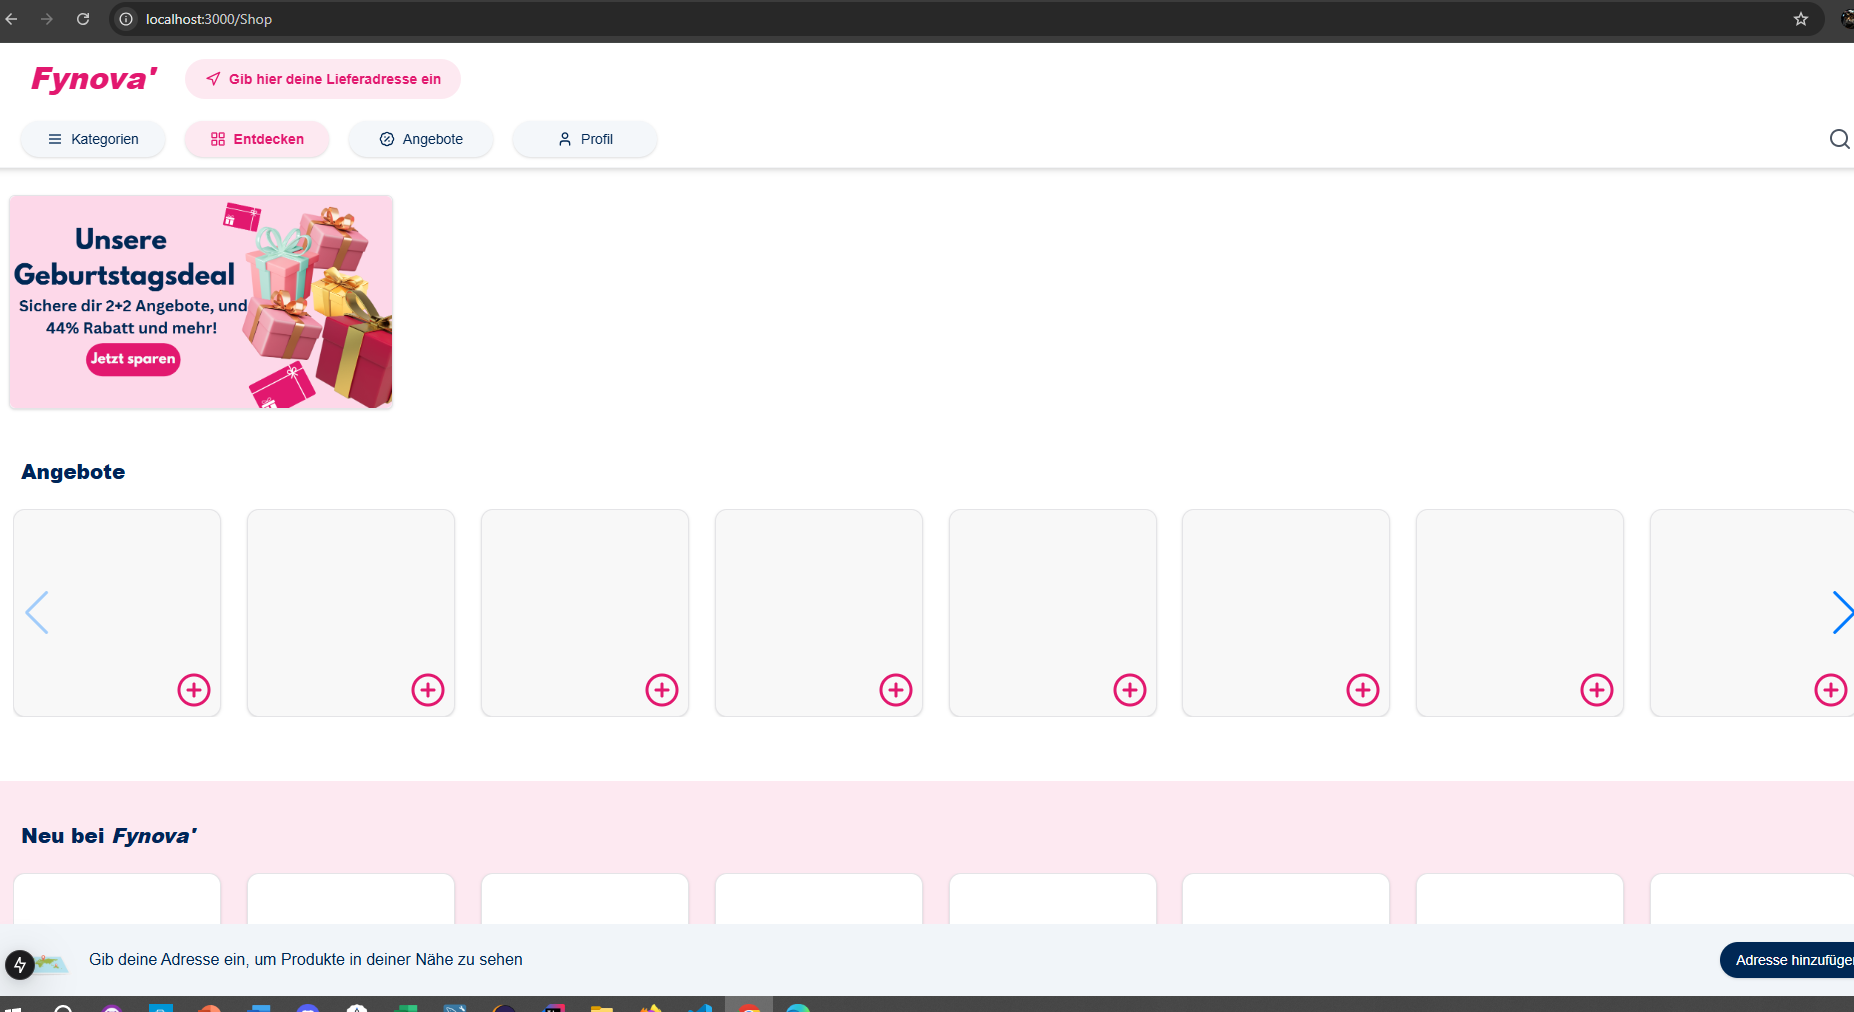 localhost:3000/Shop
Fynova'
Gib hier deine Lieferadresse ein
Kategorien
Entdecken
Angebote
Profil
Unsere
Geburtstagsdeal
Sichere dir 2+2 Angebote, und
44% Rabatt und mehr!
Jetzt sparen
Angebote
Neu bei Fynova'
Gib deine Adresse ein, um Produkte in deiner Nähe zu sehen
Adresse hinzufügen